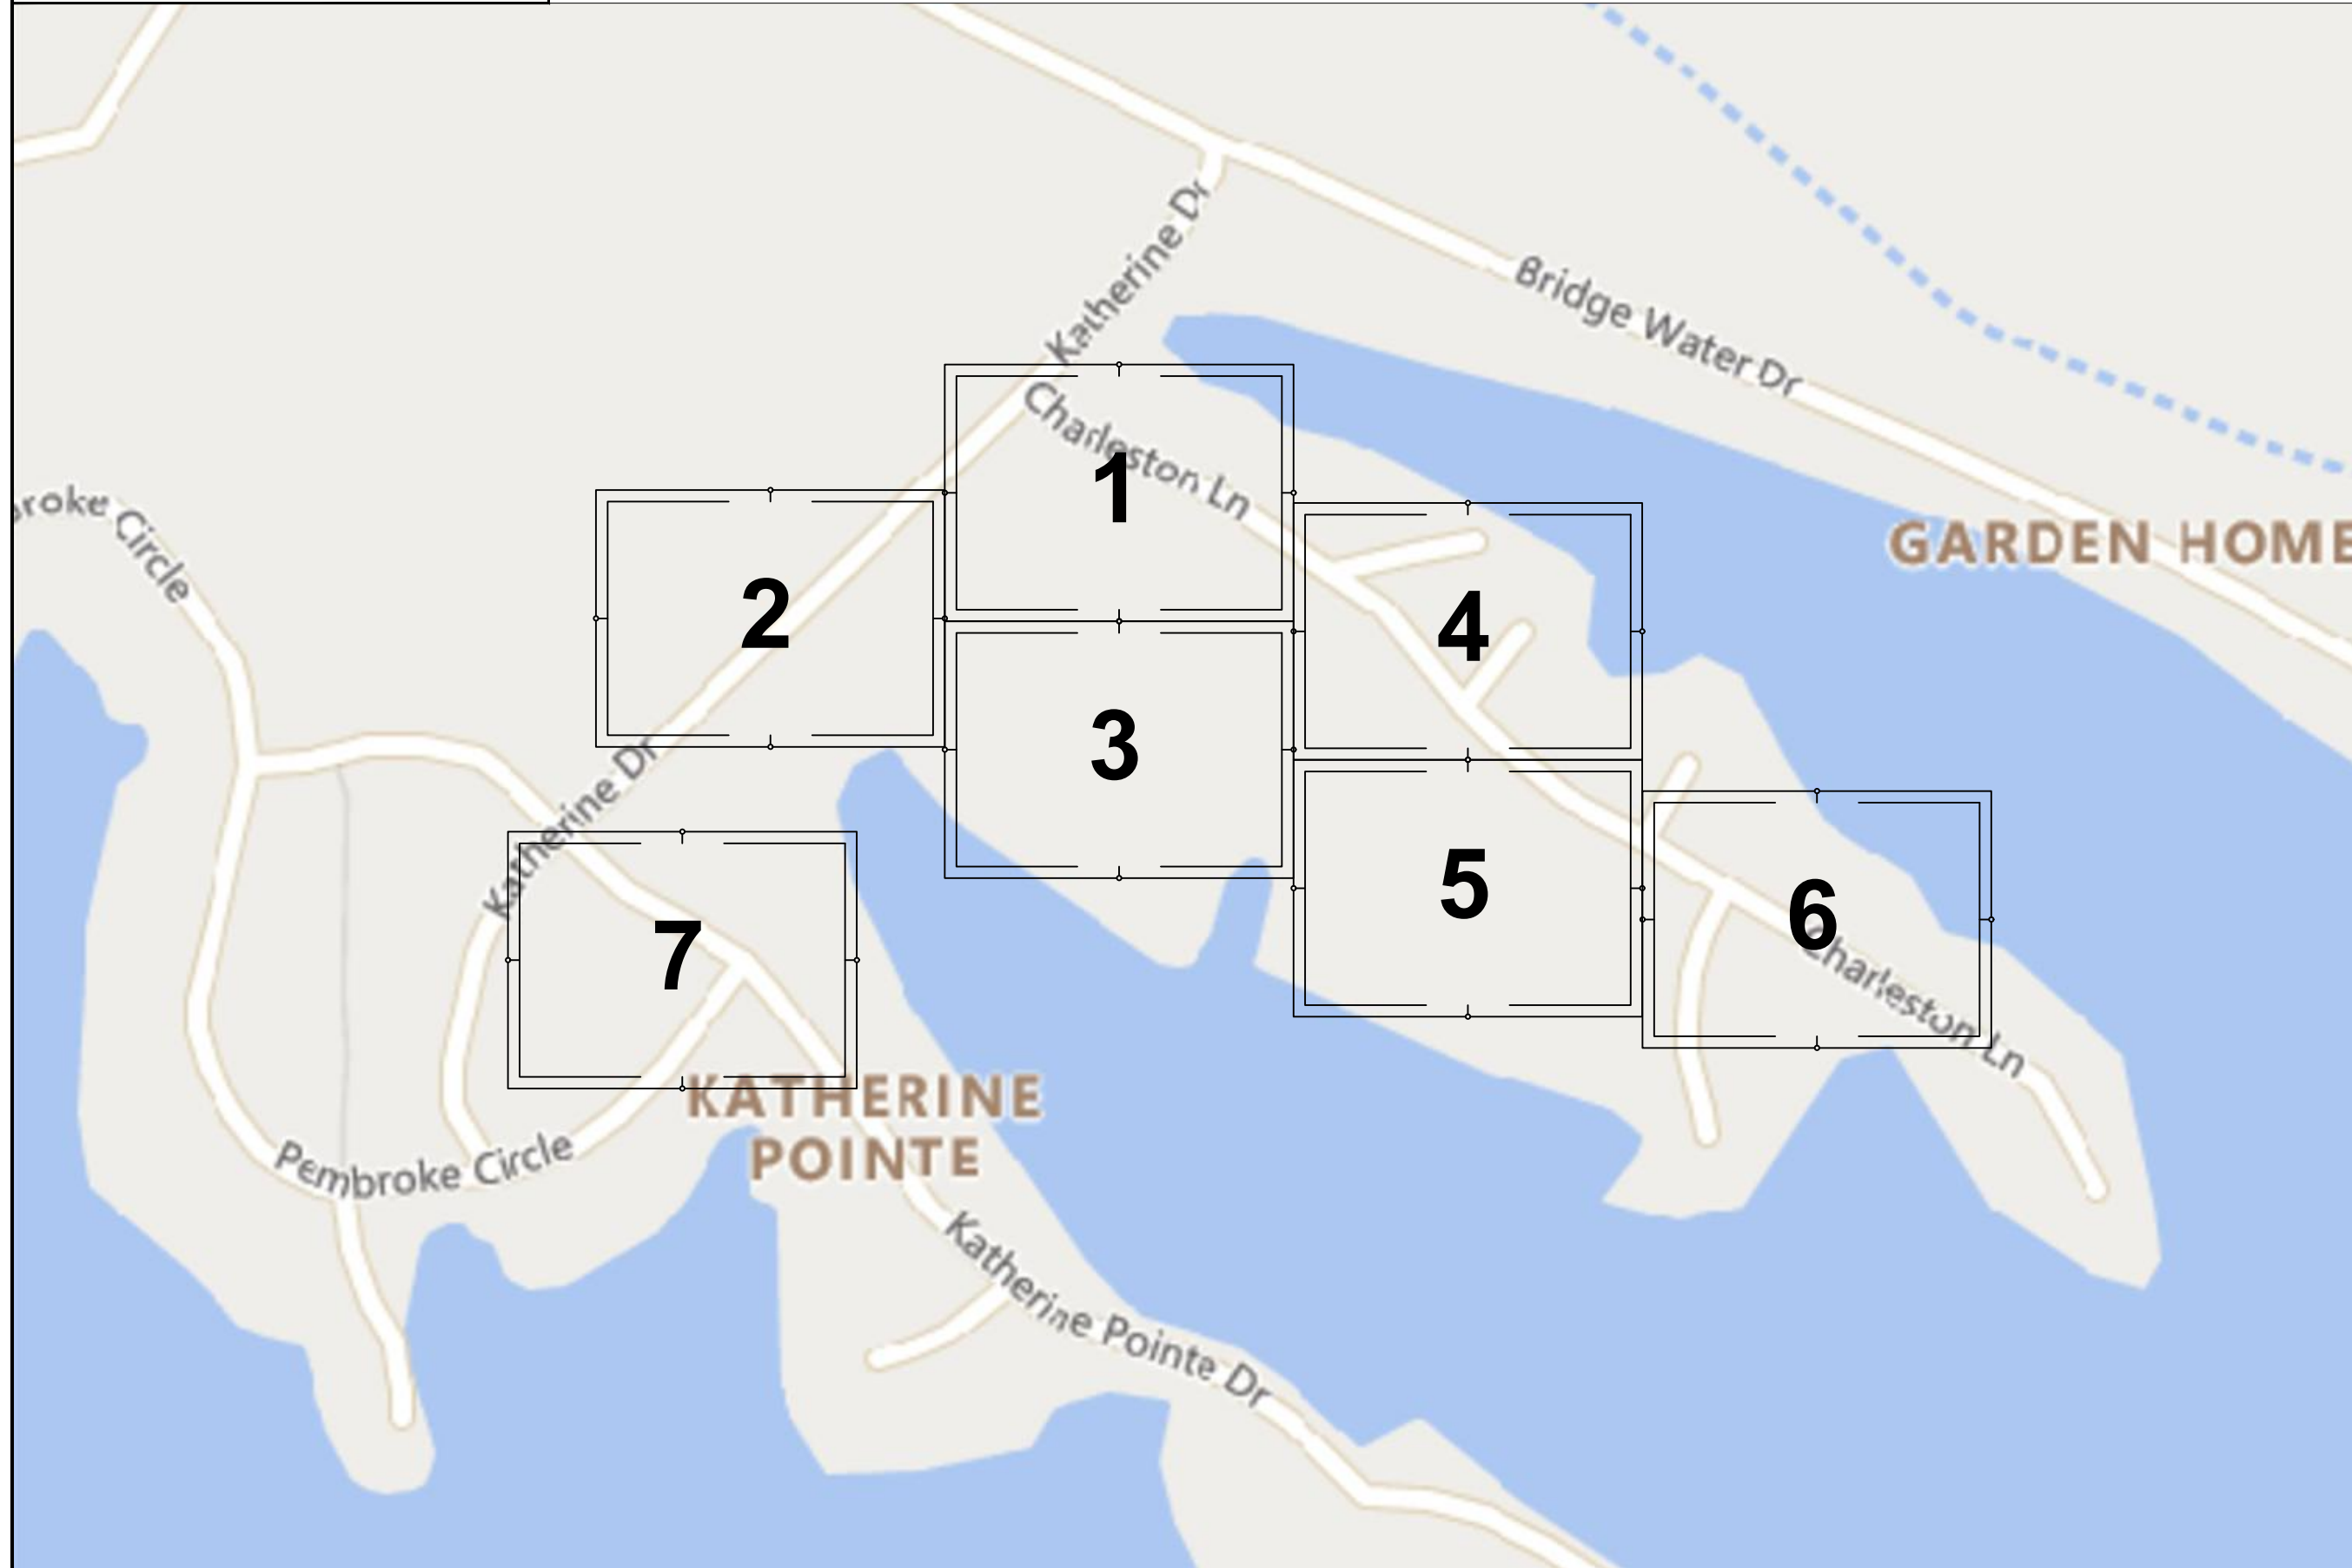 Katherine Dr
Bridge Water Dr
Charleston Ln
1
broke Circle
GARDEN HOME
2
4
3
Katherine Dr
5
6
7
Charleston Ln
KATHERINE
POINTE
Pembroke Circle
Katherine Pointe Dr